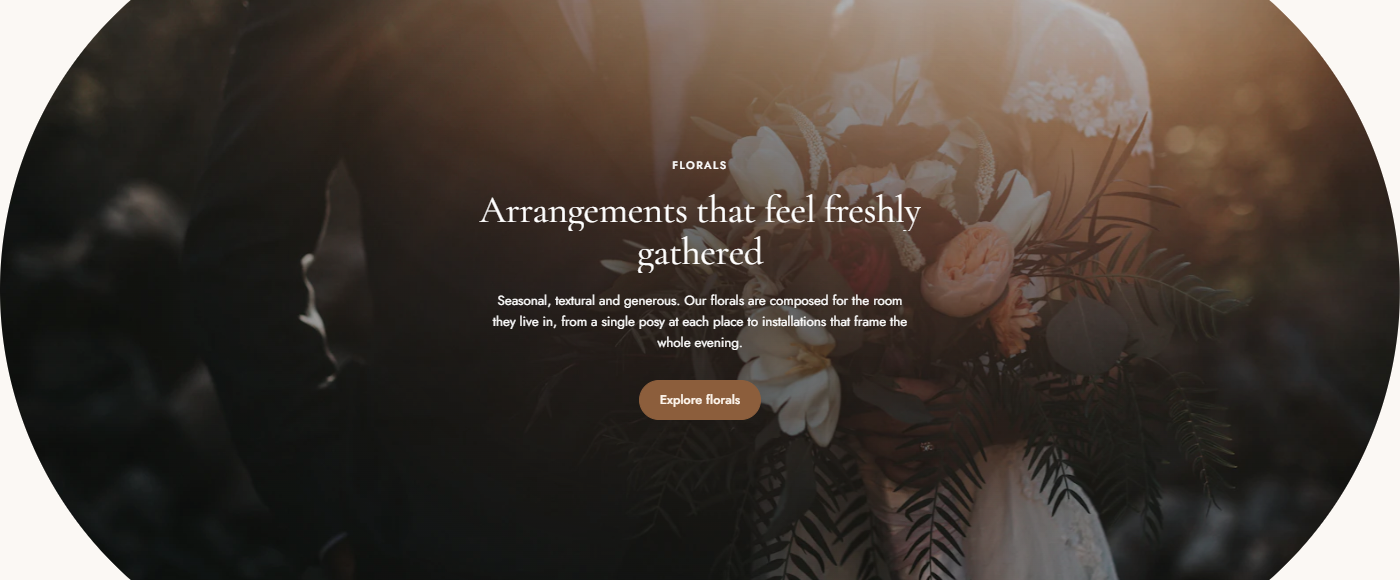 FLORALS
Arrangements that feel freshly
gathered
Seasonal, textural and generous. Our florals are composed for the room
they live in, from a single posy at each place to installations that frame the
whole evening.
Explore florals